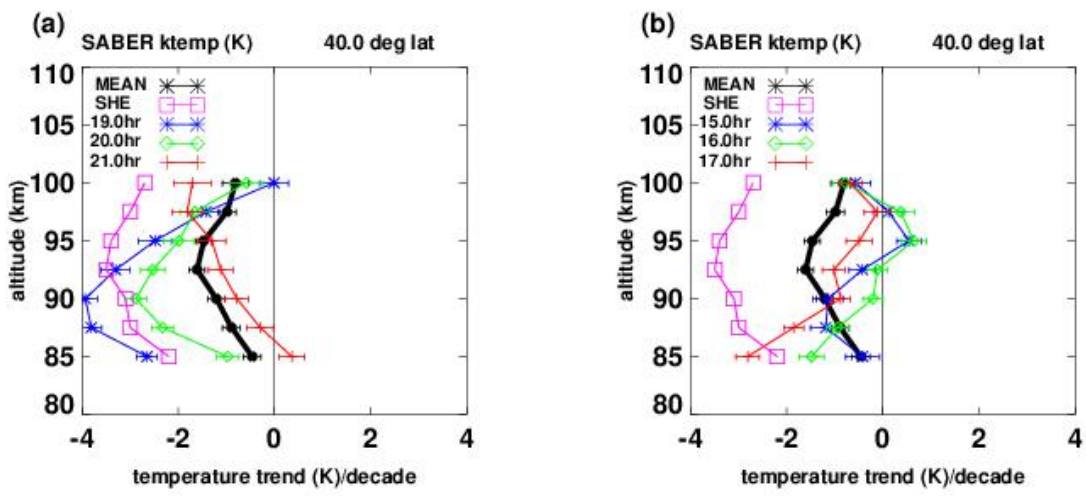 (a)
SABER ktemp (K) 40.0 deg lat
110
105
100
95
90
85
80
altitude (km)
MEAN
SHE
19.0hr
20.0hr
21.0hr
-4 -2 0 2 4
temperature trend (K)/decade
(b)
SABER ktemp (K) 40.0 deg lat
110
105
100
95
90
85
80
altitude (km)
MEAN
SHE
15.0hr
16.0hr
17.0hr
-4 -2 0 2 4
temperature trend (K)/decade